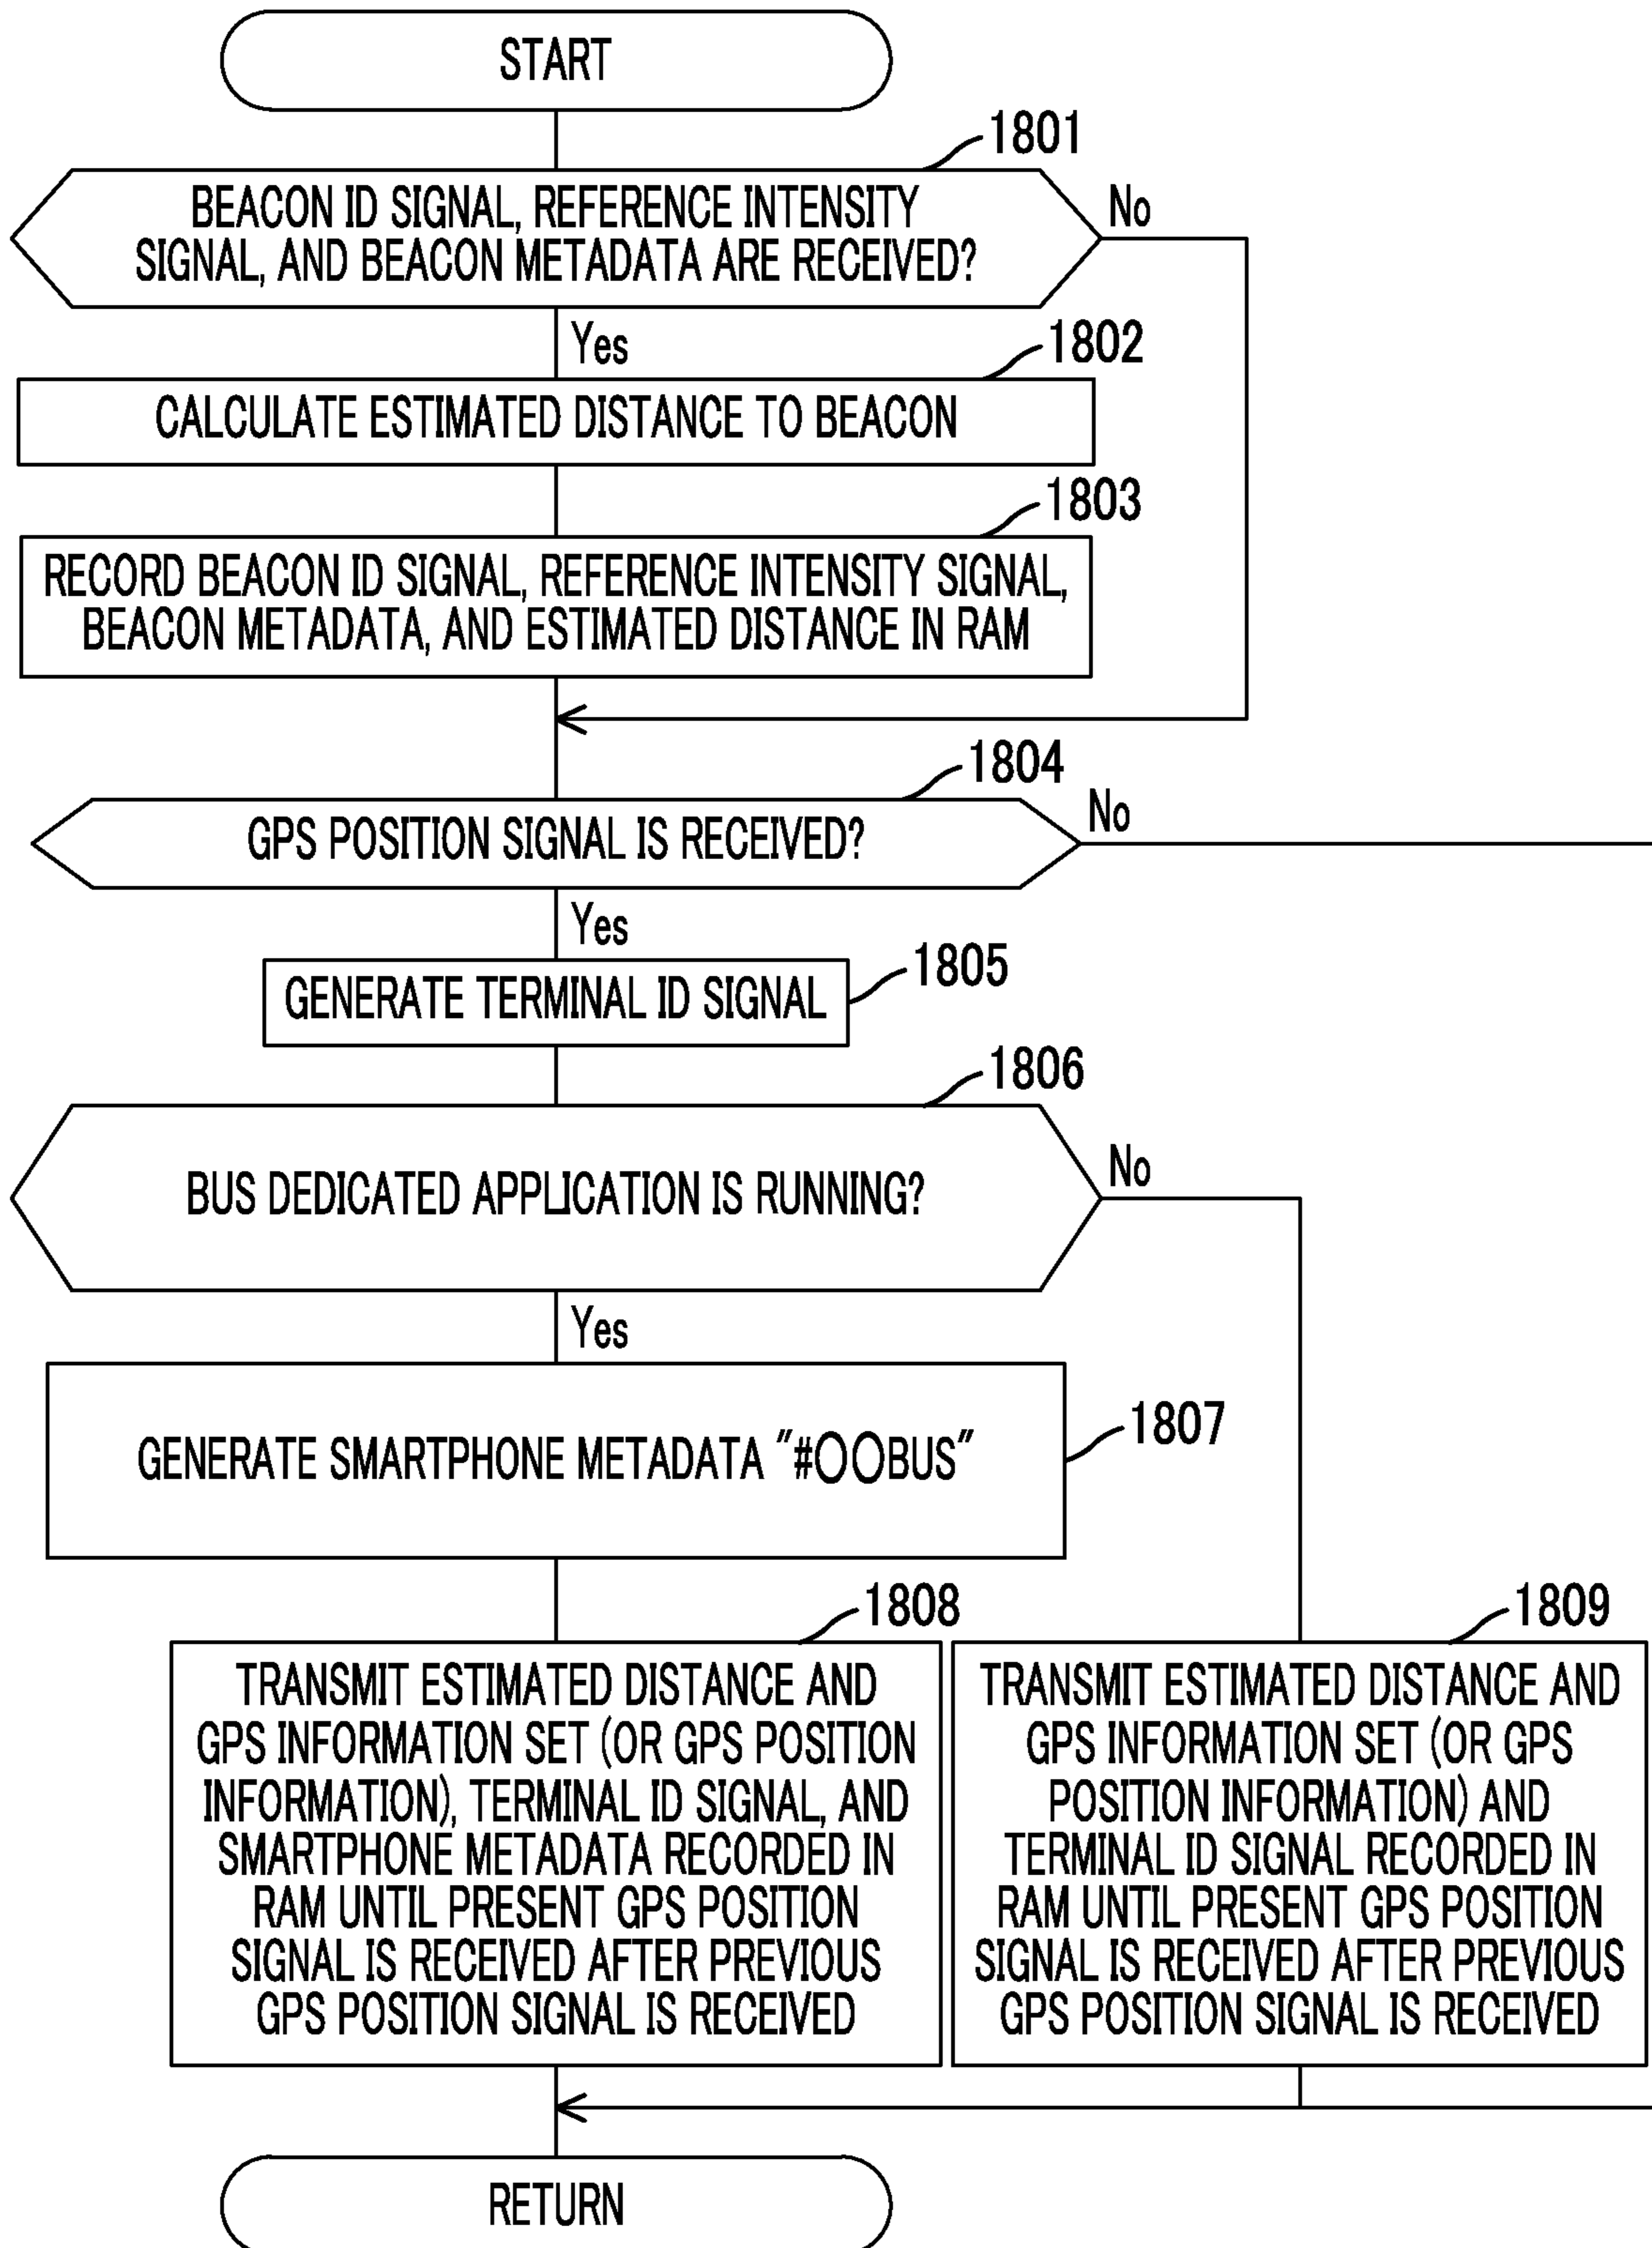 START
1801
BEACON ID SIGNAL, REFERENCE INTENSITY
SIGNAL, AND BEACON METADATA ARE RECEIVED?
No
Yes
1802
CALCULATE ESTIMATED DISTANCE TO BEACON
1803
RECORD BEACON ID SIGNAL, REFERENCE INTENSITY SIGNAL,
BEACON METADATA, AND ESTIMATED DISTANCE IN RAM
1804
GPS POSITION SIGNAL IS RECEIVED?
No
Yes
1805
GENERATE TERMINAL ID SIGNAL
1806
BUS DEDICATED APPLICATION IS RUNNING?
No
Yes
1807
GENERATE SMARTPHONE METADATA "#○○BUS"
1808
TRANSMIT ESTIMATED DISTANCE AND
GPS INFORMATION SET (OR GPS POSITION
INFORMATION), TERMINAL ID SIGNAL, AND
SMARTPHONE METADATA RECORDED IN
RAM UNTIL PRESENT GPS POSITION
SIGNAL IS RECEIVED AFTER PREVIOUS
GPS POSITION SIGNAL IS RECEIVED
1809
TRANSMIT ESTIMATED DISTANCE AND
GPS INFORMATION SET (OR GPS
POSITION INFORMATION) AND
TERMINAL ID SIGNAL RECORDED IN
RAM UNTIL PRESENT GPS POSITION
SIGNAL IS RECEIVED AFTER PREVIOUS
GPS POSITION SIGNAL IS RECEIVED
RETURN